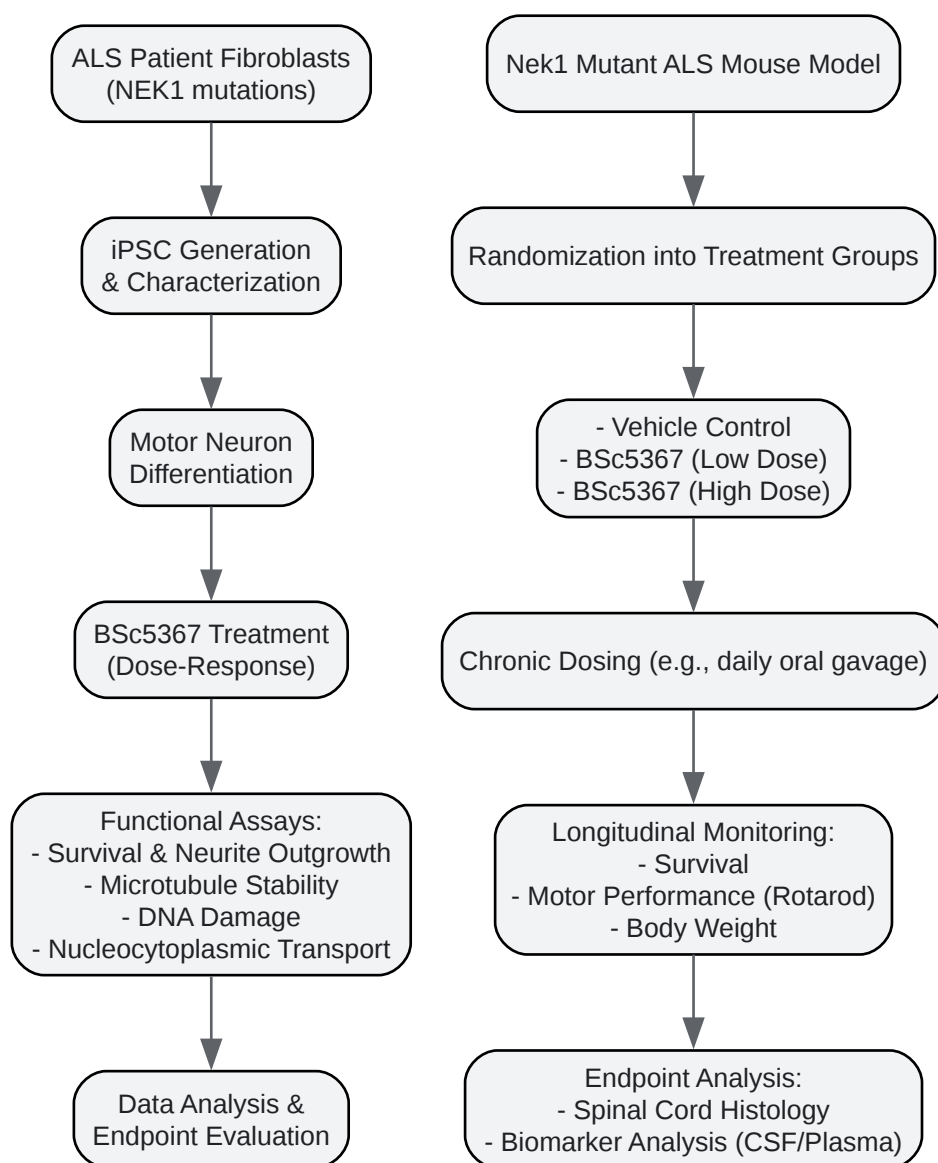 ALS Patient Fibroblasts
(NEK1 mutations)
iPSC Generation
& Characterization
Motor Neuron
Differentiation
BSc5367 Treatment
(Dose-Response)
Functional Assays:
- Survival & Neurite Outgrowth
- Microtubule Stability
- DNA Damage
- Nucleocytoplasmic Transport
Data Analysis &
Endpoint Evaluation
Nek1 Mutant ALS Mouse Model
Randomization into Treatment Groups
- Vehicle Control
- BSc5367 (Low Dose)
- BSc5367 (High Dose)
Chronic Dosing (e.g., daily oral gavage)
Longitudinal Monitoring:
- Survival
- Motor Performance (Rotarod)
- Body Weight
Endpoint Analysis:
- Spinal Cord Histology
- Biomarker Analysis (CSF/Plasma)